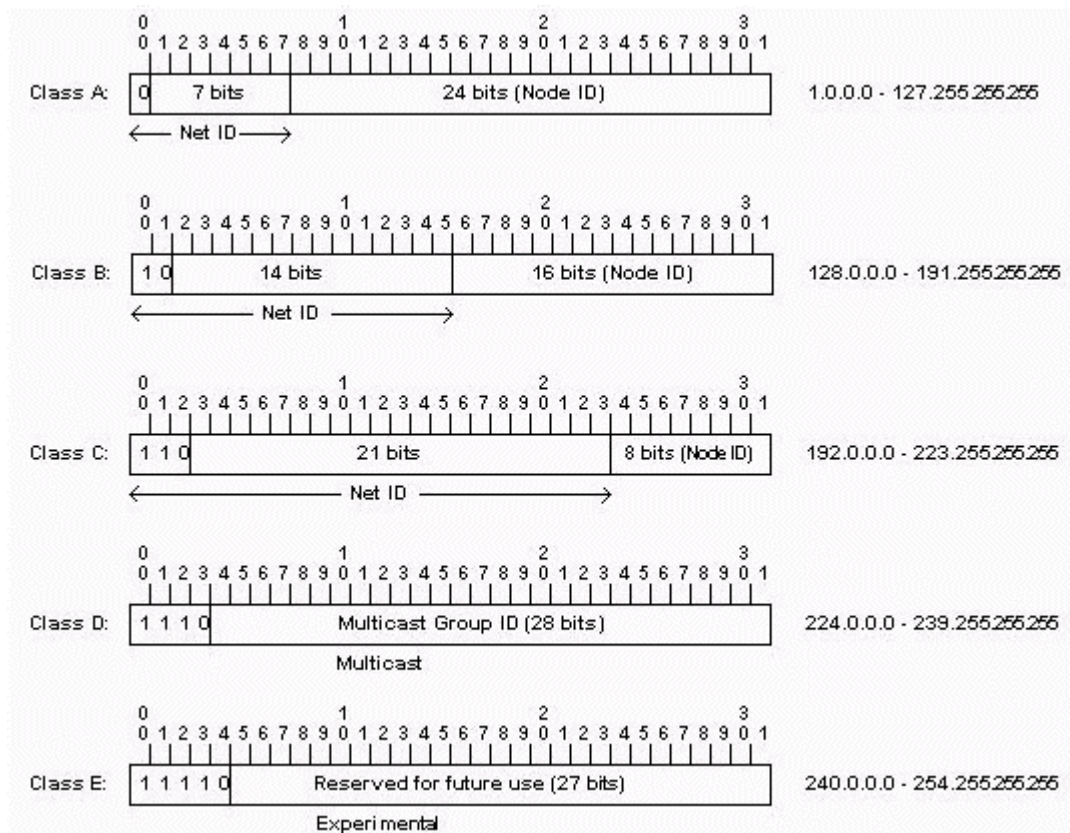 0 1 2 3
0 1 2 3 4 5 6 7 8 9 0 1 2 3 4 5 6 7 8 9 0 1 2 3 4 5 6 7 8 9 0 1
Class A: 0 7 bits 24 bits (Node ID) 1.0.0.0 - 127.255.255.255
Net ID
0 1 2 3
0 1 2 3 4 5 6 7 8 9 0 1 2 3 4 5 6 7 8 9 0 1 2 3 4 5 6 7 8 9 0 1
Class B: 1 0 14 bits 16 bits (Node ID) 128.0.0.0 - 191.255.255.255
Net ID
0 1 2 3
0 1 2 3 4 5 6 7 8 9 0 1 2 3 4 5 6 7 8 9 0 1 2 3 4 5 6 7 8 9 0 1
Class C: 1 1 0 21 bits 8 bits (Node ID) 192.0.0.0 - 223.255.255.255
Net ID
0 1 2 3
0 1 2 3 4 5 6 7 8 9 0 1 2 3 4 5 6 7 8 9 0 1 2 3 4 5 6 7 8 9 0 1
Class D: 1 1 1 0 Multicast Group ID (28 bits) 224.0.0.0 - 239.255.255.255
Multicast
0 1 2 3
0 1 2 3 4 5 6 7 8 9 0 1 2 3 4 5 6 7 8 9 0 1 2 3 4 5 6 7 8 9 0 1
Class E: 1 1 1 1 0 Reserved for future use (27 bits) 240.0.0.0 - 254.255.255.255
Experimental